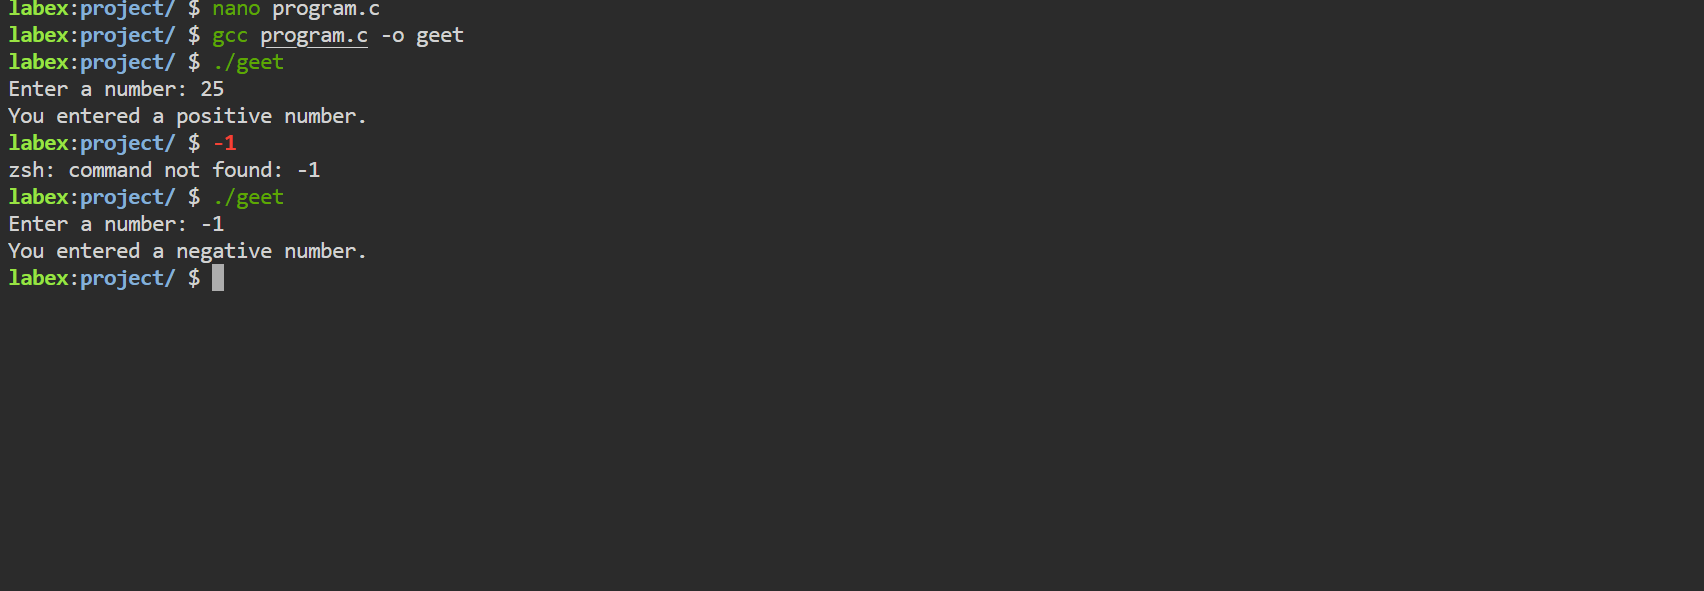 labex:project/ $ nano program.c
labex:project/ $ gcc program.c -o geet
labex:project/ $ ./geet
Enter a number: 25
You entered a positive number.
labex:project/ $ -1
zsh: command not found: -1
labex:project/ $ ./geet
Enter a number: -1
You entered a negative number.
labex:project/ $